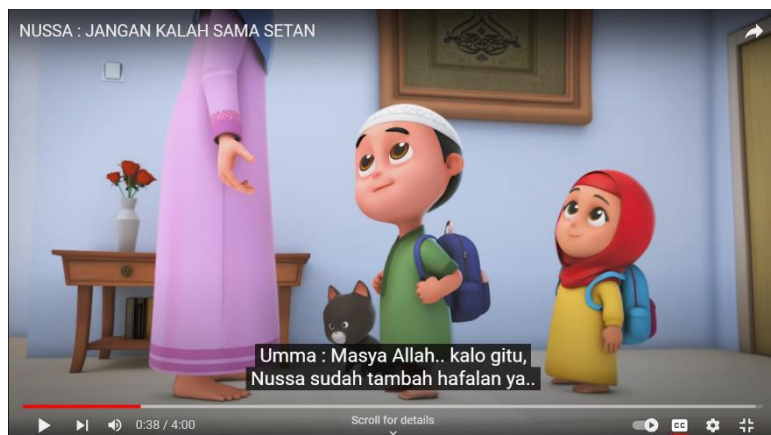 NUSSA : JANGAN KALAH SAMA SETAN
Umma : Masya Allah.. kalo gitu,
Nussa sudah tambah hafalan ya..
0:38 / 4:00
Scroll for details
CC